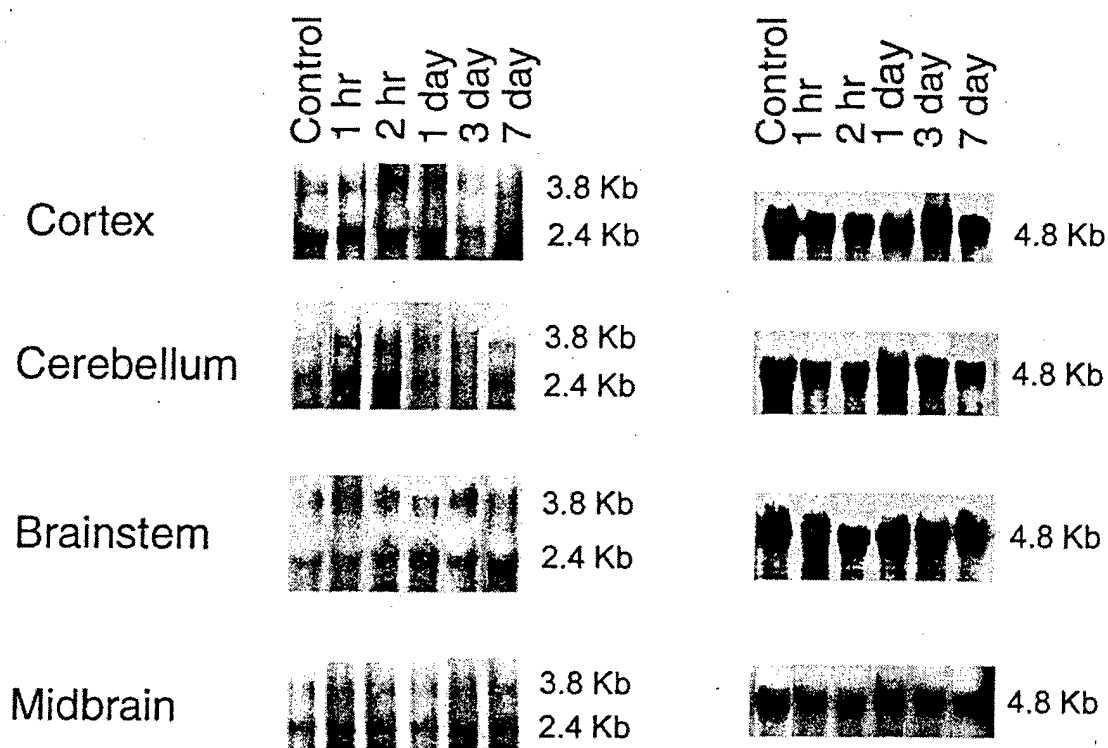 Control
1 hr
2 hr
1 day
3 day
7 day
Control
1 hr
2 hr
1 day
3 day
7 day
Cortex
3.8 Kb
2.4 Kb
4.8 Kb
Cerebellum
3.8 Kb
2.4 Kb
4.8 Kb
Brainstem
3.8 Kb
2.4 Kb
4.8 Kb
Midbrain
3.8 Kb
2.4 Kb
4.8 Kb